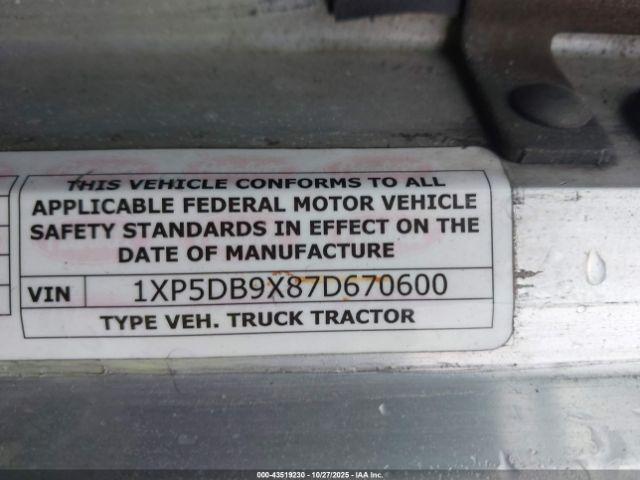 THIS VEHICLE CONFORMS TO ALL
APPLICABLE FEDERAL MOTOR VEHICLE
SAFETY STANDARDS IN EFFECT ON THE
DATE OF MANUFACTURE
VIN 1XP5DB9X87D670600
TYPE VEH. TRUCK TRACTOR
000-43519230 - 10/27/2025 - IAA Inc.